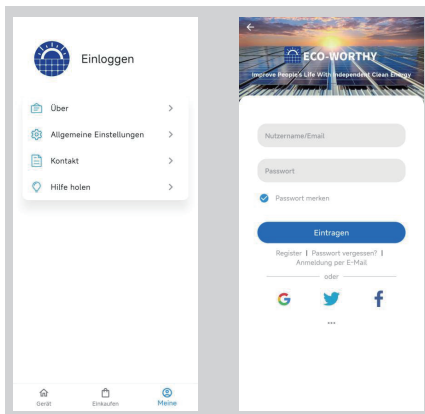 Einloggen
Über
Allgemeine Einstellungen
Kontakt
Hilfe holen
Gerät
Einkaufen
Meine
ECO-WORTHY
Improve People's Life With Independent Clean Energy
Nutzername/Email
Passwort
Passwort merken
Eintragen
Register | Passwort vergessen? |
Anmeldung per E-Mail
oder